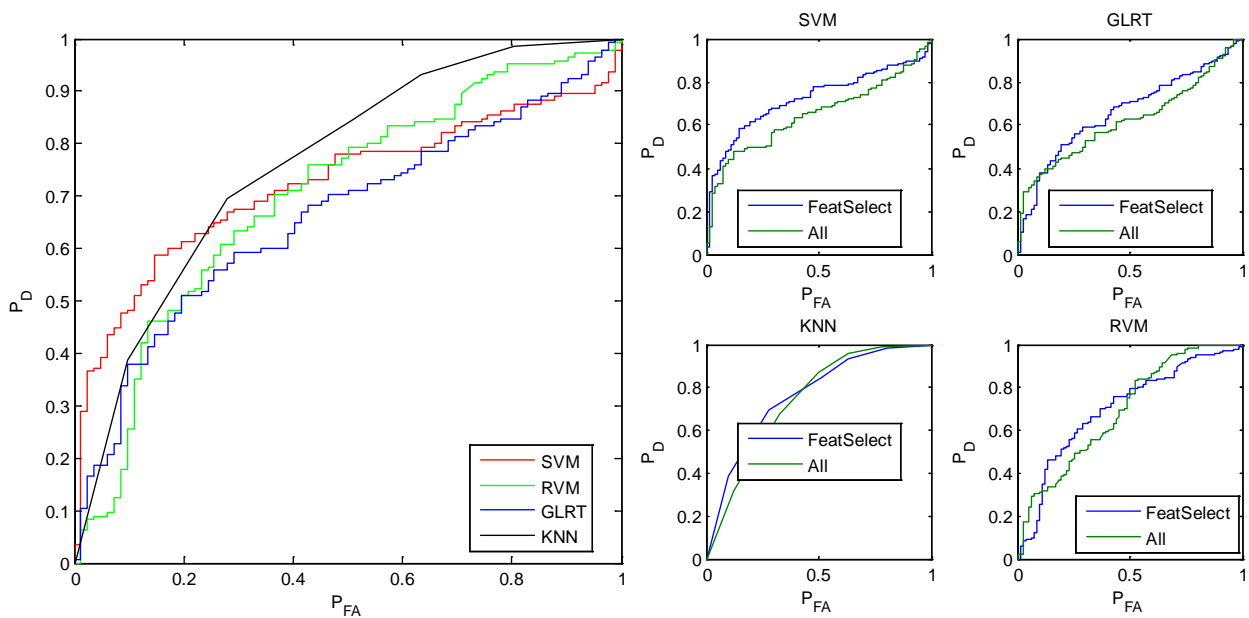 1
0.9
0.8
0.7
0.6
0.5
0.4
0.3
0.2
0.1
0
P_D
0 0.2 0.4 0.6 0.8 1
P_FA
SVM
RVM
GLRT
KNN
SVM
1
0.8
0.6
0.4
0.2
0
P_D
0 0.5 1
P_FA
FeatSelect
All
GLRT
1
0.8
0.6
0.4
0.2
0
P_D
0 0.5 1
P_FA
FeatSelect
All
KNN
1
0.8
0.6
0.4
0.2
0
P_D
0 0.5 1
P_FA
FeatSelect
All
RVM
1
0.8
0.6
0.4
0.2
0
P_D
0 0.5 1
P_FA
FeatSelect
All